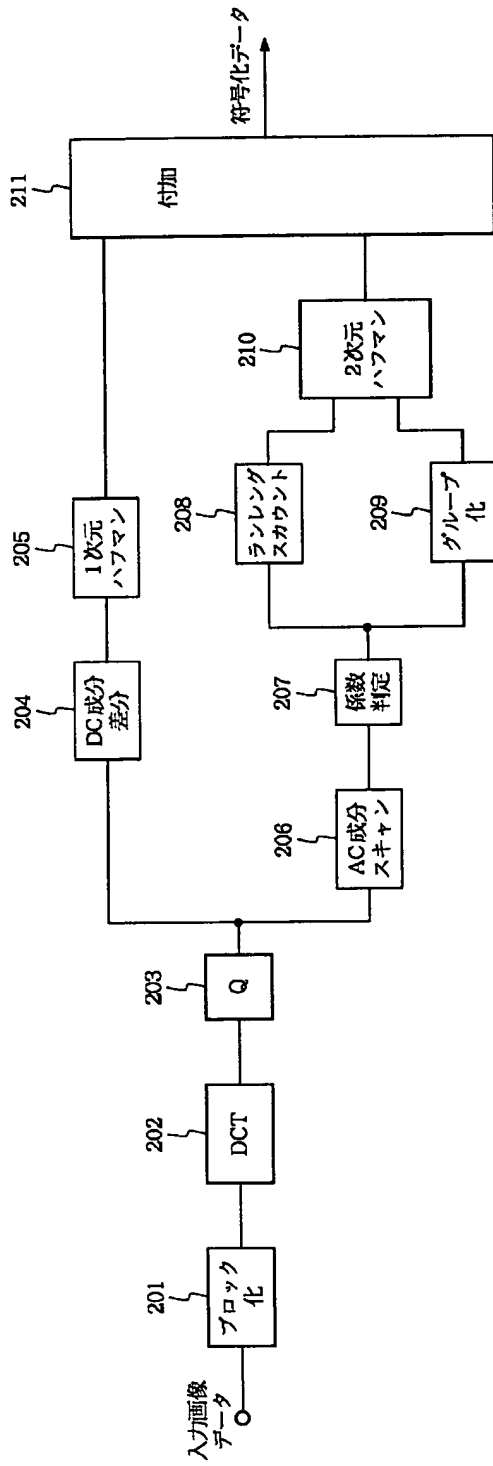 入力画像
データ
201
ブロック
化
202
DCT
203
Q
204
DC成分
差分
205
1次元
ハフマン
206
AC成分
スキャン
207
係数
判定
208
ランレング
スカウント
209
グループ
化
210
2次元
ハフマン
211
付加
符号化データ